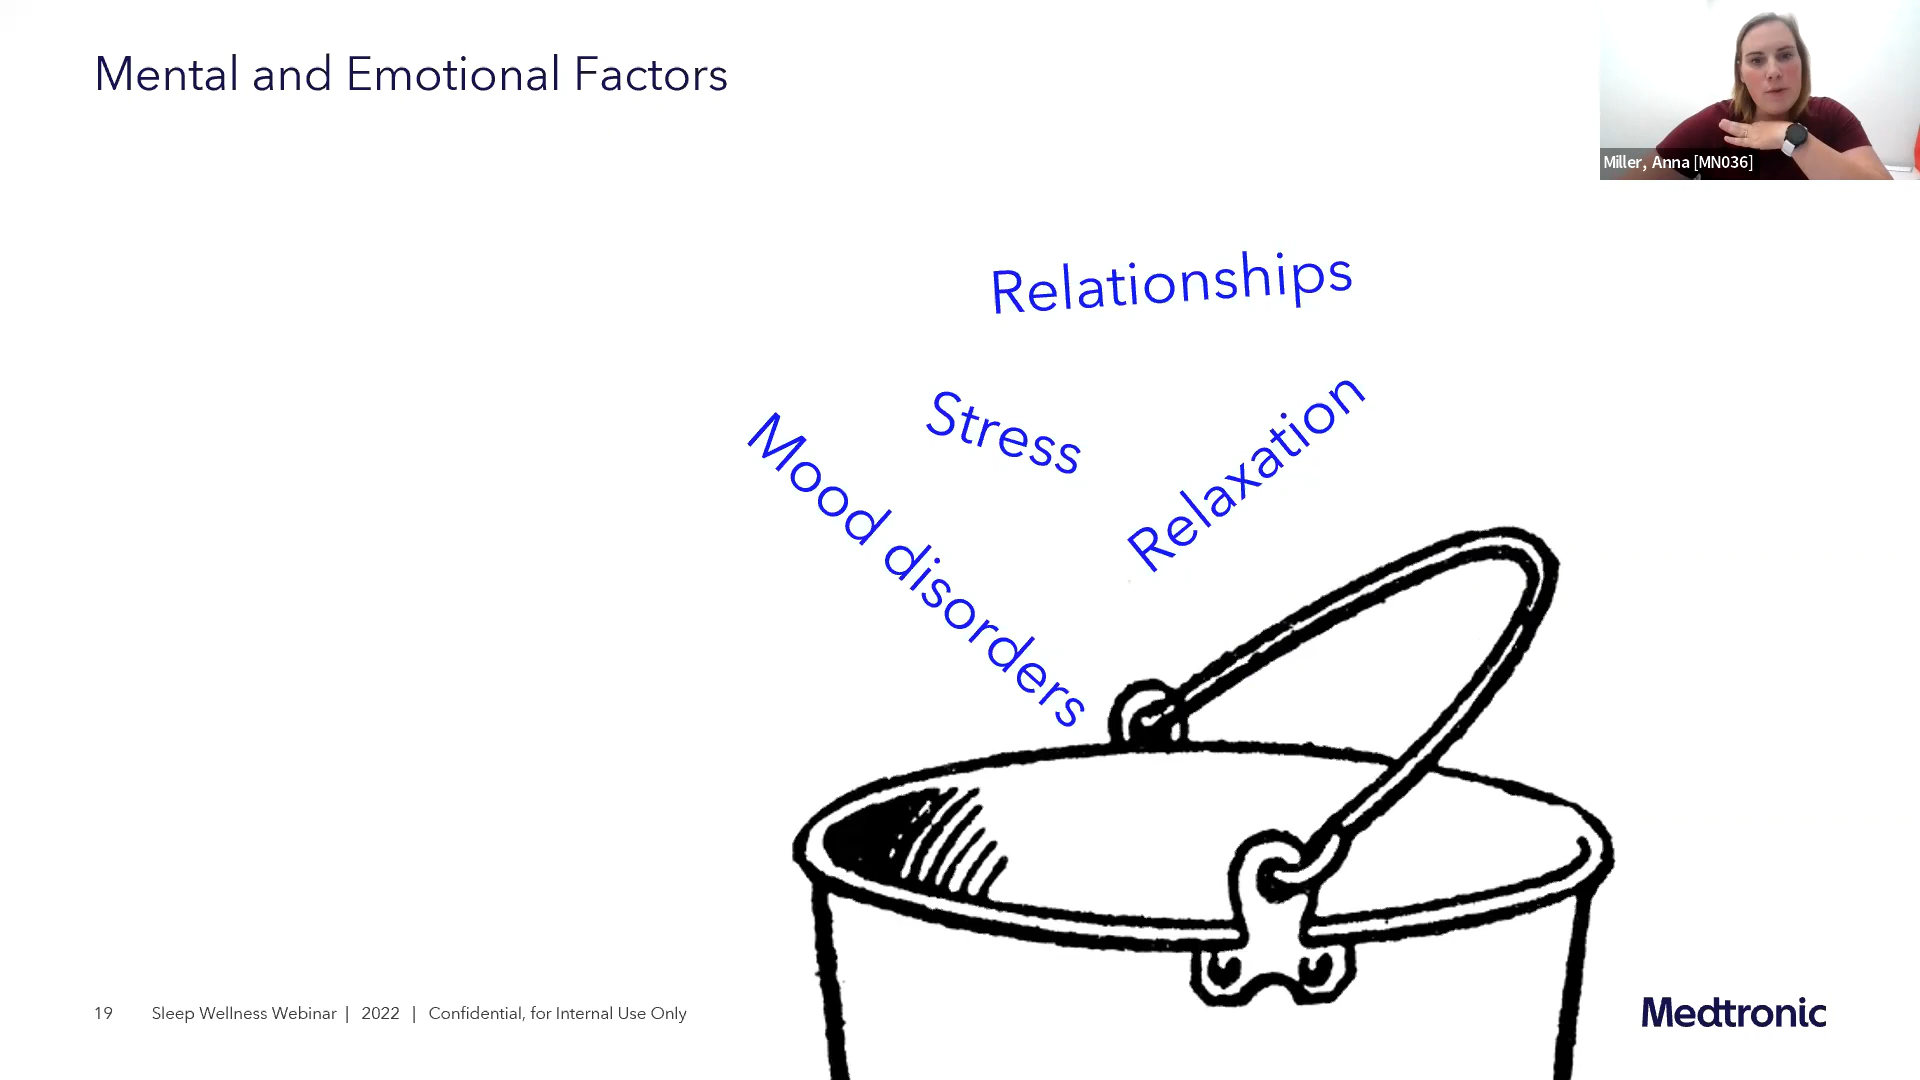 Mental and Emotional Factors
Miller, Anna [MN036]
Relationships
Stress
Relaxation
Mood disorders
19 Sleep Wellness Webinar | 2022 | Confidential, for Internal Use Only
Medtronic